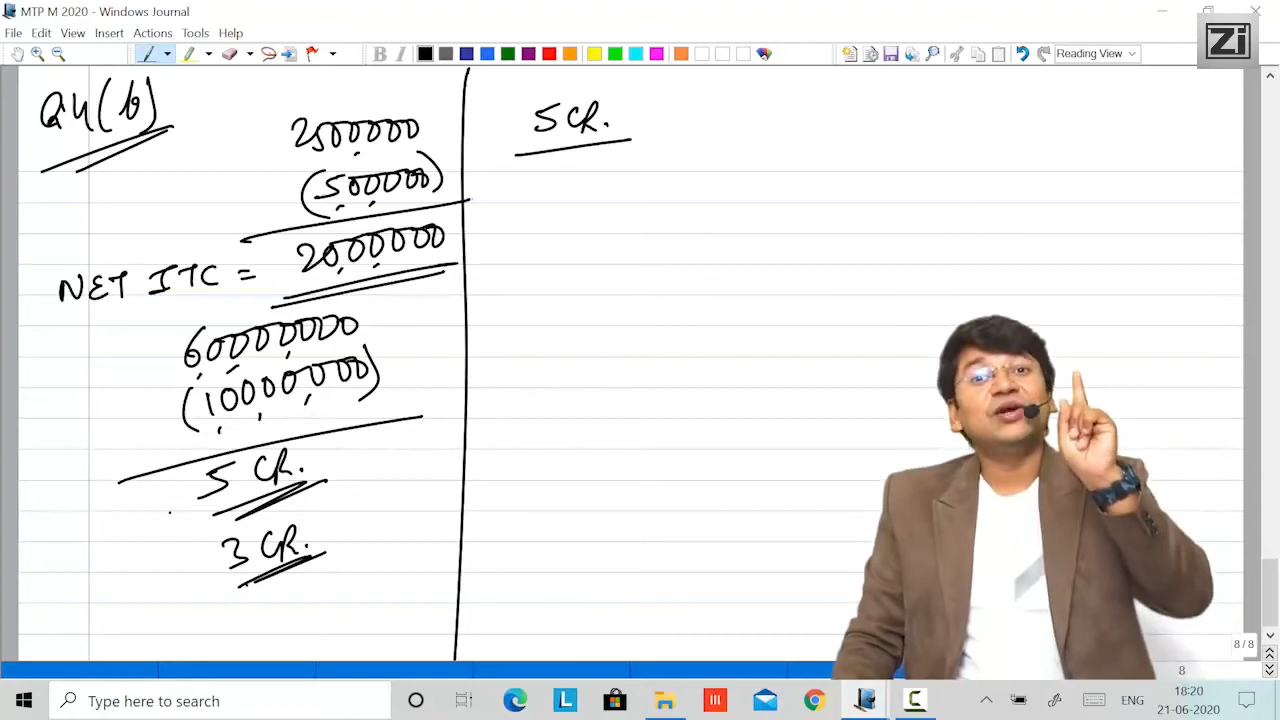 MTP M 2020 - Windows Journal
File Edit View Insert Actions Tools Help
B I
Reading View
Zi
Q4(b)
2500000
(500000)
NET ITC = 2000000
60000000
(10000000)
5 CR.
3 CR.
5 CR.
8/8
8
Type here to search
L
ENG
18:20
21-06-2020